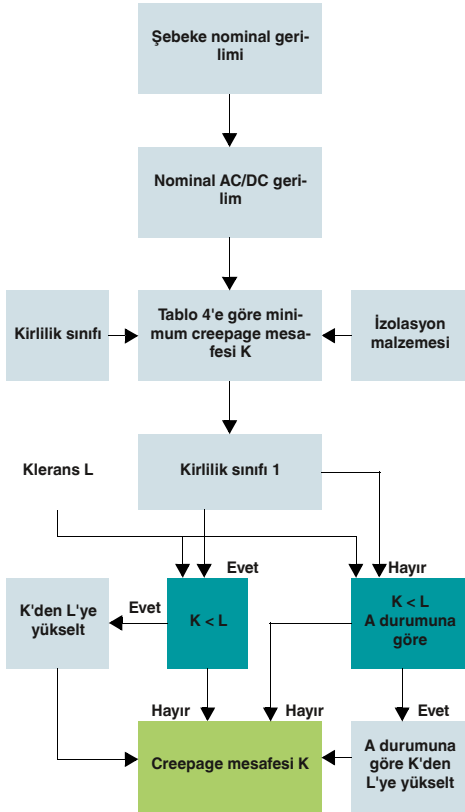 Şebeke nominal geri-
limi
Nominal AC/DC geri-
lim
Kirlilik sınıfı
Tablo 4'e göre mini-
mum creepage mesa-
fesi K
İzolasyon
malzemesi
Klerans L
Kirlilik sınıfı 1
Evet
Hayır
K'den L'ye
yükselt
Evet
K < L
K < L
A durumuna
göre
Hayır
Hayır
Evet
Creepage mesafesi K
A durumuna
göre K'den
L'ye yükselt